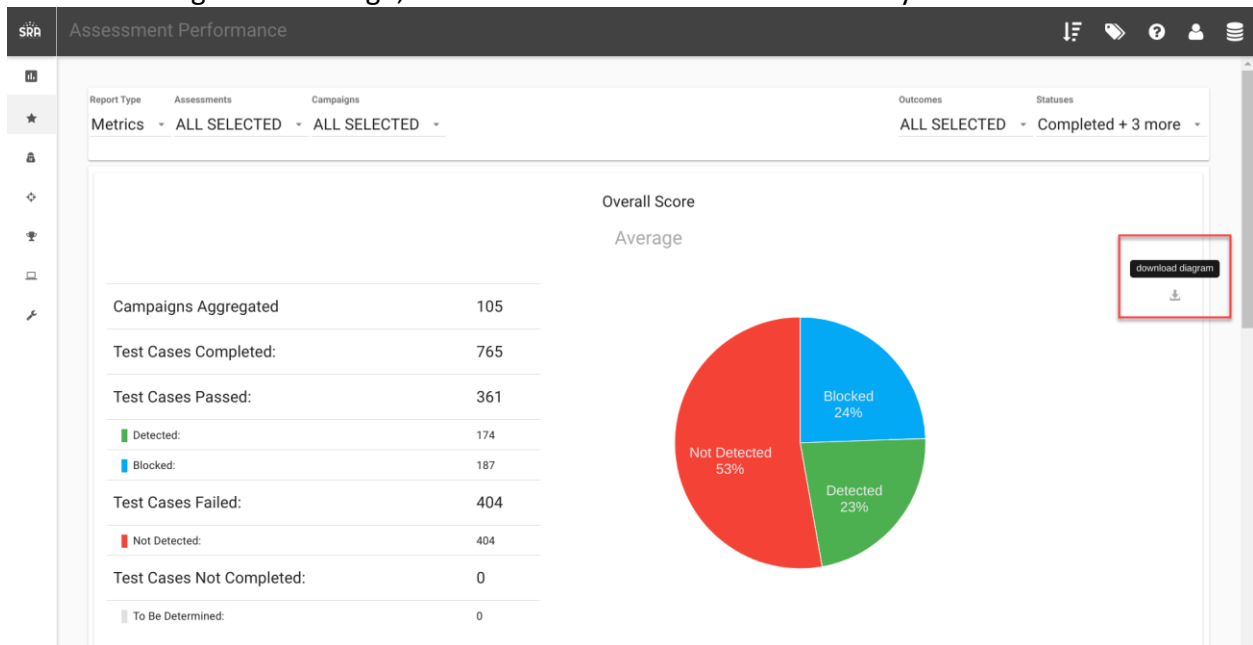 SRA Assessment Performance
Report Type Assessments Campaigns Outcomes Statuses
Metrics ALL SELECTED ALL SELECTED ALL SELECTED Completed + 3 more
Overall Score
Average
download diagram
Campaigns Aggregated 105
Test Cases Completed: 765
Test Cases Passed: 361
Detected: 174
Blocked: 187
Test Cases Failed: 404
Not Detected: 404
Test Cases Not Completed: 0
To Be Determined: 0
Blocked
24%
Not Detected
53%
Detected
23%